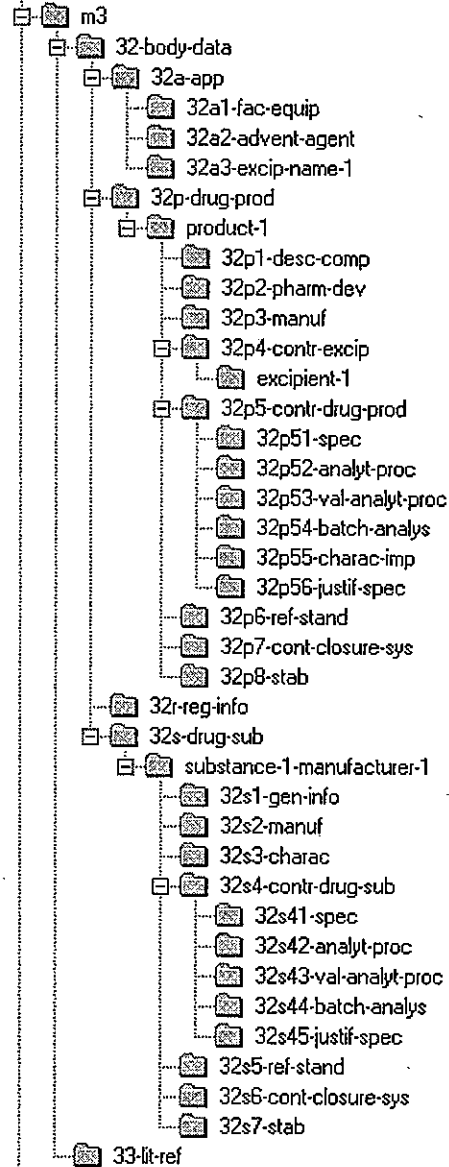 m3
32-body-data
32a-app
32a1-fac-equip
32a2-advent-agent
32a3-excip-name-1
32p-drug-prod
product-1
32p1-desc-comp
32p2-pharm-dev
32p3-manuf
32p4-contr-excip
excipient-1
32p5-contr-drug-prod
32p51-spec
32p52-analyt-proc
32p53-val-analyt-proc
32p54-batch-analys
32p55-charac-imp
32p56-justif-spec
32p6-ref-stand
32p7-cont-closure-sys
32p8-stab
32r-reg-info
32s-drug-sub
substance-1-manufacturer-1
32s1-gen-info
32s2-manuf
32s3-charac
32s4-contr-drug-sub
32s41-spec
32s42-analyt-proc
32s43-val-analyt-proc
32s44-batch-analys
32s45-justif-spec
32s5-ref-stand
32s6-cont-closure-sys
32s7-stab
33-lit-ref